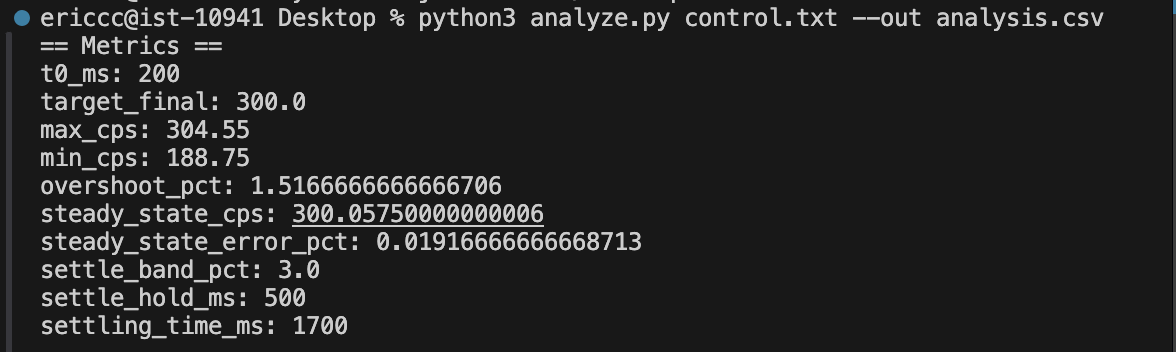 ericcc@ist-10941 Desktop % python3 analyze.py control.txt --out analysis.csv
== Metrics ==
t0_ms: 200
target_final: 300.0
max_cps: 304.55
min_cps: 188.75
overshoot_pct: 1.5166666666666706
steady_state_cps: 300.05750000000006
steady_state_error_pct: 0.01916666666668713
settle_band_pct: 3.0
settle_hold_ms: 500
settling_time_ms: 1700